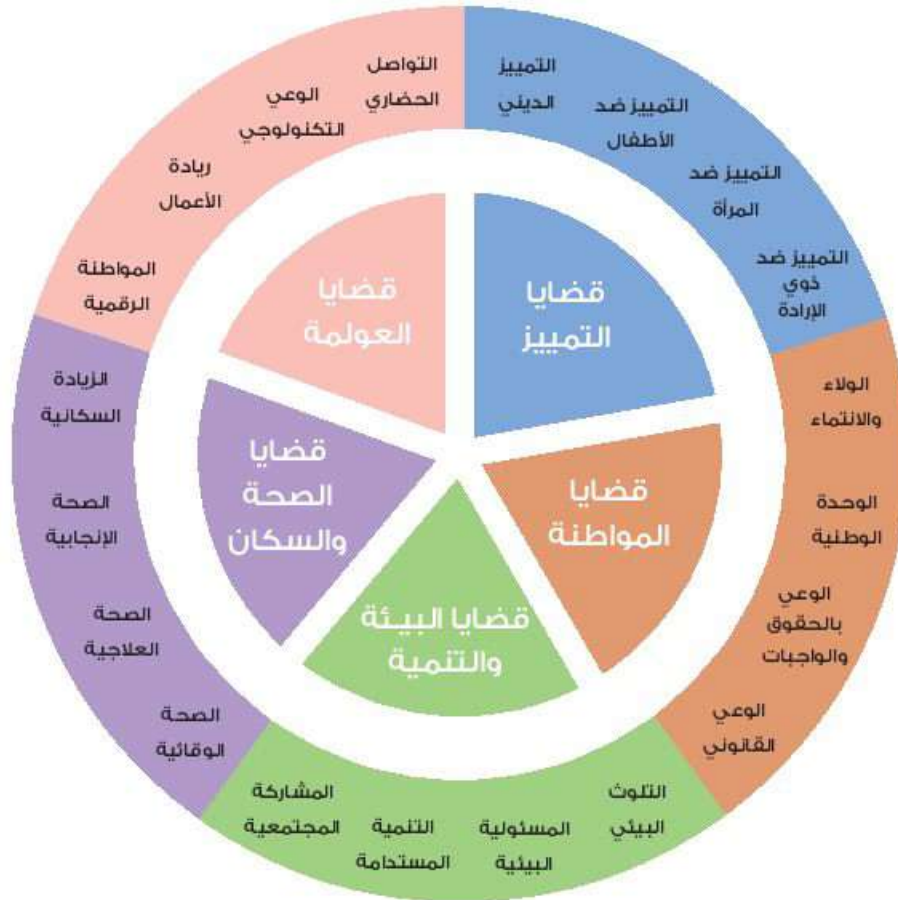 قضايا
التمييز
التمييز
الديني
التمييز ضد
الأطفال
التمييز ضد
المرأة
التمييز ضد
ذوي
الإرادة
قضايا
المواطنة
الولاء
والانتماء
الوحدة
الوطنية
الوعي
بالحقوق
والواجبات
الوعي
القانوني
قضايا البيئة
والتنمية
التلوث
البيئي
المسئولية
البيئية
التنمية
المستدامة
المشاركة
المجتمعية
قضايا
الصحة
والسكان
الزيادة
السكانية
الصحة
الإنجابية
الصحة
العلاجية
الصحة
الوقائية
قضايا
العولمة
التواصل
الحضاري
الوعي
التكنولوجي
ريادة
الأعمال
المواطنة
الرقمية